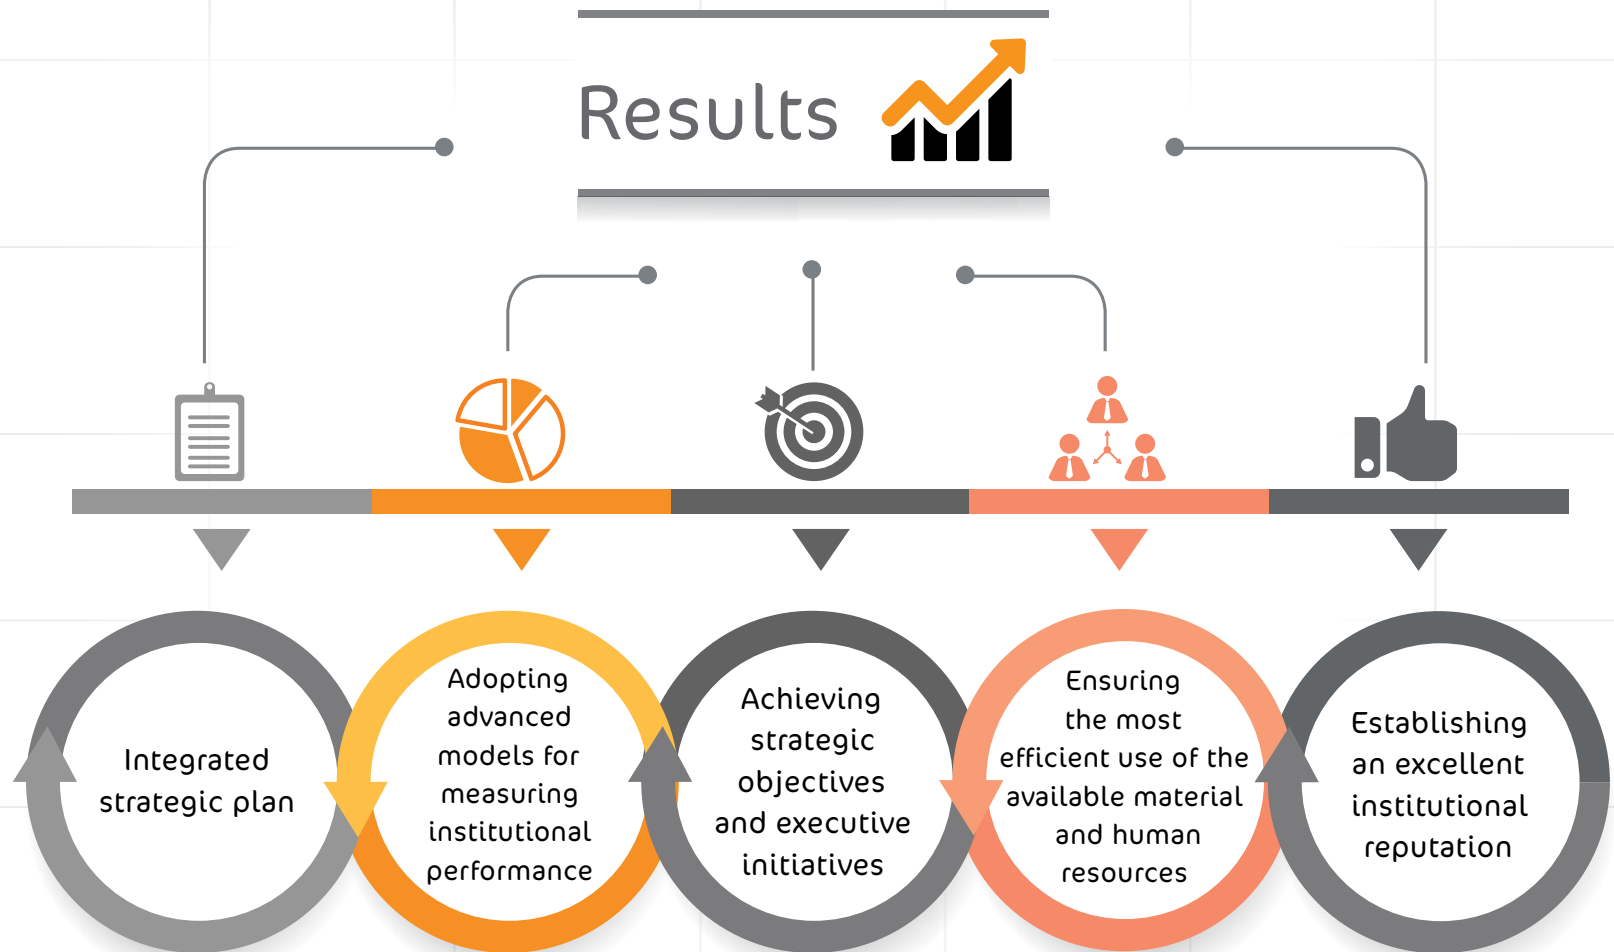 Results
Integrated
strategic plan
Adopting
advanced
models for
measuring
institutional
performance
Achieving
strategic
objectives
and executive
initiatives
Ensuring
the most
efficient use of the
available material
and human
resources
Establishing
an excellent
institutional
reputation